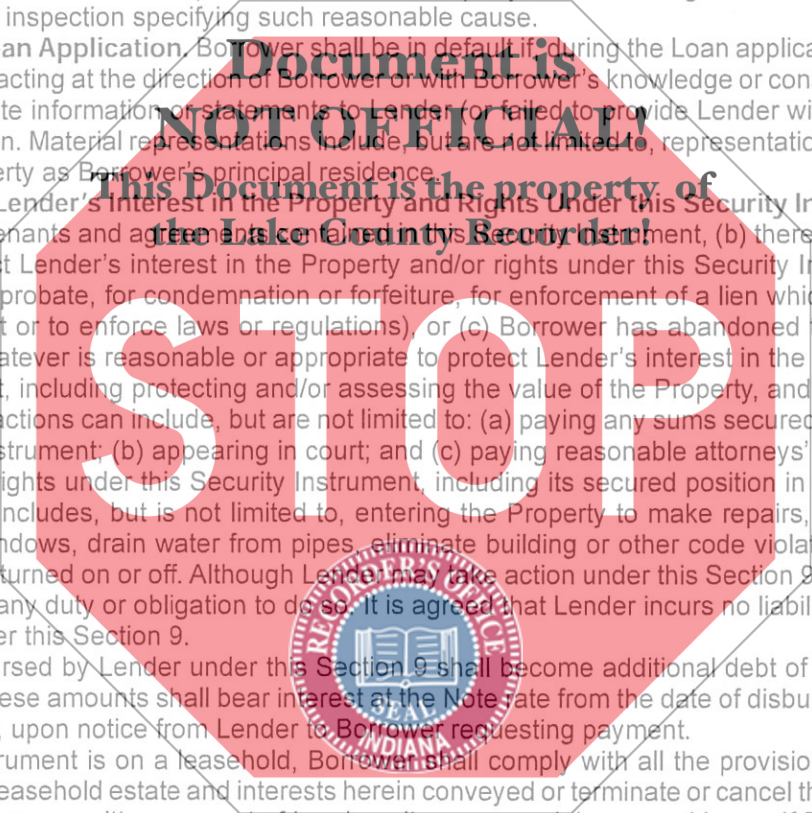 inspection specifying such reasonable cause.
an Application. Borrower shall be in default if, during the Loan applica
acting at the direction of Borrower or with Borrower's knowledge or con
te information or statements to Lender (or failed to provide Lender wi
n. Material representations include, but are not limited to, representatio
erty as Borrower's principal residence.
Lender's Interest in the Property and Rights Under this Security In
enants and agreements contained in this Security Instrument, (b) there
t Lender's interest in the Property and/or rights under this Security In
probate, for condemnation or forfeiture, for enforcement of a lien whic
t or to enforce laws or regulations), or (c) Borrower has abandoned
atever is reasonable or appropriate to protect Lender's interest in the
t, including protecting and/or assessing the value of the Property, and
actions can include, but are not limited to: (a) paying any sums secured
strument; (b) appearing in court; and (c) paying reasonable attorneys'
ights under this Security Instrument, including its secured position in
ncludes, but is not limited to, entering the Property to make repairs,
ndows, drain water from pipes, eliminate building or other code violat
turned on or off. Although Lender may take action under this Section 9
any duty or obligation to do so. It is agreed that Lender incurs no liabil
er this Section 9.
rsed by Lender under this Section 9 shall become additional debt of
ese amounts shall bear interest at the Note rate from the date of disbu
, upon notice from Lender to Borrower requesting payment.
rument is on a leasehold, Borrower shall comply with all the provisio
easehold estate and interests herein conveyed or terminate or cancel th
Document is
NOT OFFICIAL!
This Document is the property of
the Lake County Recorder!
STOP
RECORDER'S OFFICE
SEAL
INDIANA